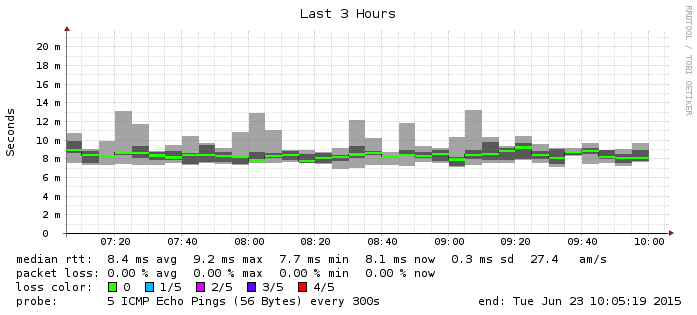 Last 3 Hours
RRDTOOL / TOBI OETIKER
Seconds
20 m
18 m
16 m
14 m
12 m
10 m
8 m
6 m
4 m
2 m
0
07:20 07:40 08:00 08:20 08:40 09:00 09:20 09:40 10:00
median rtt: 8.4 ms avg 9.2 ms max 7.7 ms min 8.1 ms now 0.3 ms sd 27.4 am/s
packet loss: 0.00 % avg 0.00 % max 0.00 % min 0.00 % now
loss color: 0 1/5 2/5 3/5 4/5
probe: 5 ICMP Echo Pings (56 Bytes) every 300s end: Tue Jun 23 10:05:19 2015